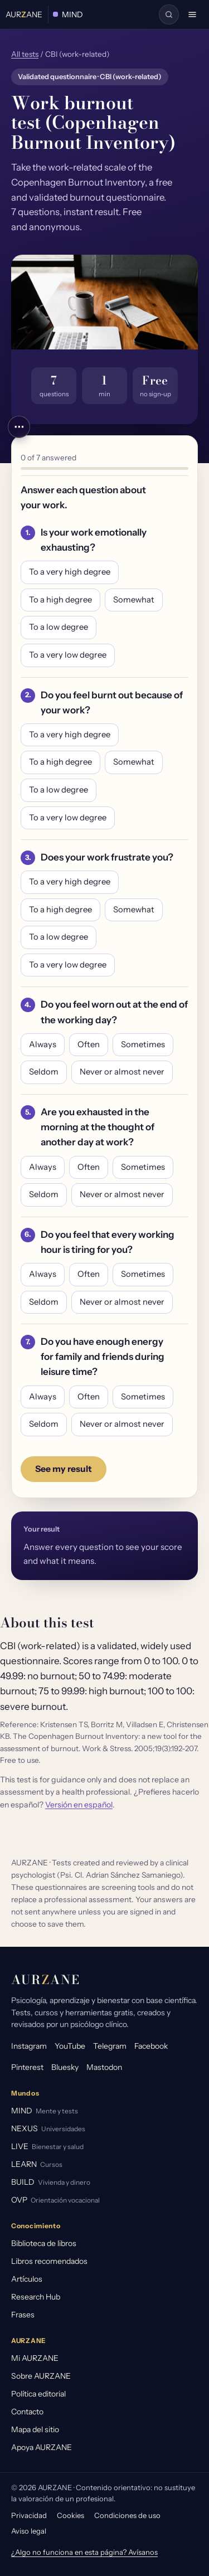 AURZANE MIND
All tests / CBI (work-related)
Validated questionnaire · CBI (work-related)
Work burnout
test (Copenhagen
Burnout Inventory)
Take the work-related scale of the
Copenhagen Burnout Inventory, a free
and validated burnout questionnaire.
7 questions, instant result. Free
and anonymous.
7 1 Free
questions min no sign-up
0 of 7 answered
Answer each question about
your work.
1. Is your work emotionally
exhausting?
To a very high degree
To a high degree Somewhat
To a low degree
To a very low degree
2. Do you feel burnt out because of
your work?
To a very high degree
To a high degree Somewhat
To a low degree
To a very low degree
3. Does your work frustrate you?
To a very high degree
To a high degree Somewhat
To a low degree
To a very low degree
4. Do you feel worn out at the end of
the working day?
Always Often Sometimes
Seldom Never or almost never
5. Are you exhausted in the
morning at the thought of
another day at work?
Always Often Sometimes
Seldom Never or almost never
6. Do you feel that every working
hour is tiring for you?
Always Often Sometimes
Seldom Never or almost never
7. Do you have enough energy
for family and friends during
leisure time?
Always Often Sometimes
Seldom Never or almost never
See my result
Your result
Answer every question to see your score
and what it means.
About this test
CBI (work-related) is a validated, widely used
questionnaire. Scores range from 0 to 100. 0 to
49.99: no burnout; 50 to 74.99: moderate
burnout; 75 to 99.99: high burnout; 100 to 100:
severe burnout.
Reference: Kristensen TS, Borritz M, Villadsen E, Christensen
KB. The Copenhagen Burnout Inventory: a new tool for the
assessment of burnout. Work & Stress. 2005;19(3):192-207.
Free to use.
This test is for guidance only and does not replace an
assessment by a health professional. ¿Prefieres hacerlo
en español? Versión en español.
AURZANE · Tests created and reviewed by a clinical
psychologist (Psi. Cl. Adrian Sánchez Samaniego).
These questionnaires are screening tools and do not
replace a professional assessment. Your answers are
not sent anywhere unless you are signed in and
choose to save them.
AURZANE
Psicología, aprendizaje y bienestar con base científica.
Tests, cursos y herramientas gratis, creados y
revisados por un psicólogo clínico.
Instagram YouTube Telegram Facebook
Pinterest Bluesky Mastodon
Mundos
MIND Mente y tests
NEXUS Universidades
LIVE Bienestar y salud
LEARN Cursos
BUILD Vivienda y dinero
OVP Orientación vocacional
Conocimiento
Biblioteca de libros
Libros recomendados
Artículos
Research Hub
Frases
AURZANE
Mi AURZANE
Sobre AURZANE
Política editorial
Contacto
Mapa del sitio
Apoya AURZANE
© 2026 AURZANE · Contenido orientativo: no sustituye
la valoración de un profesional.
Privacidad Cookies Condiciones de uso
Aviso legal
¿Algo no funciona en esta página? Avísanos